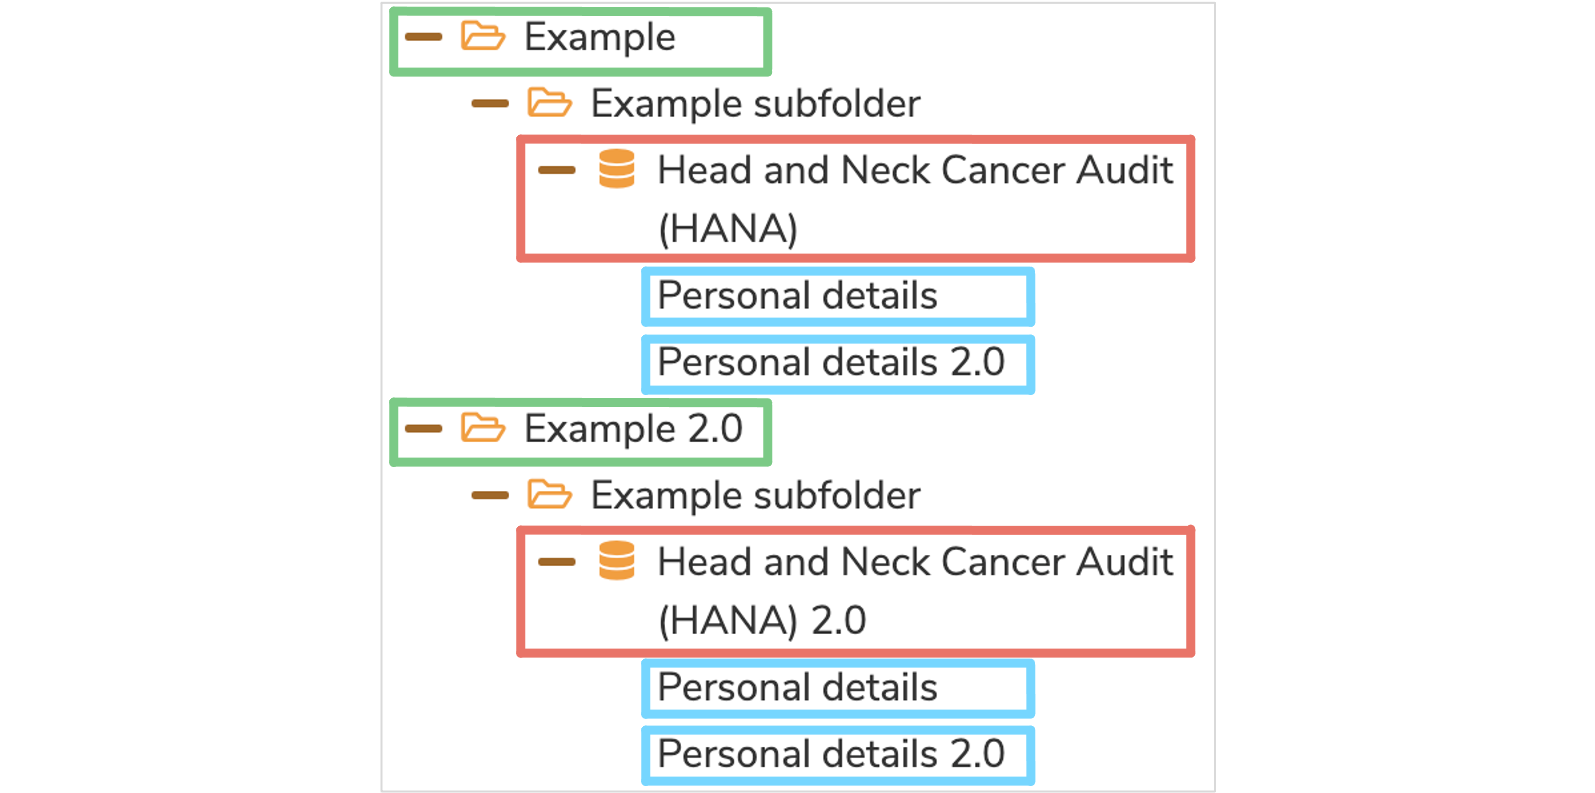 Example
Example subfolder
Head and Neck Cancer Audit
(HANA)
Personal details
Personal details 2.0
Example 2.0
Example subfolder
Head and Neck Cancer Audit
(HANA) 2.0
Personal details
Personal details 2.0